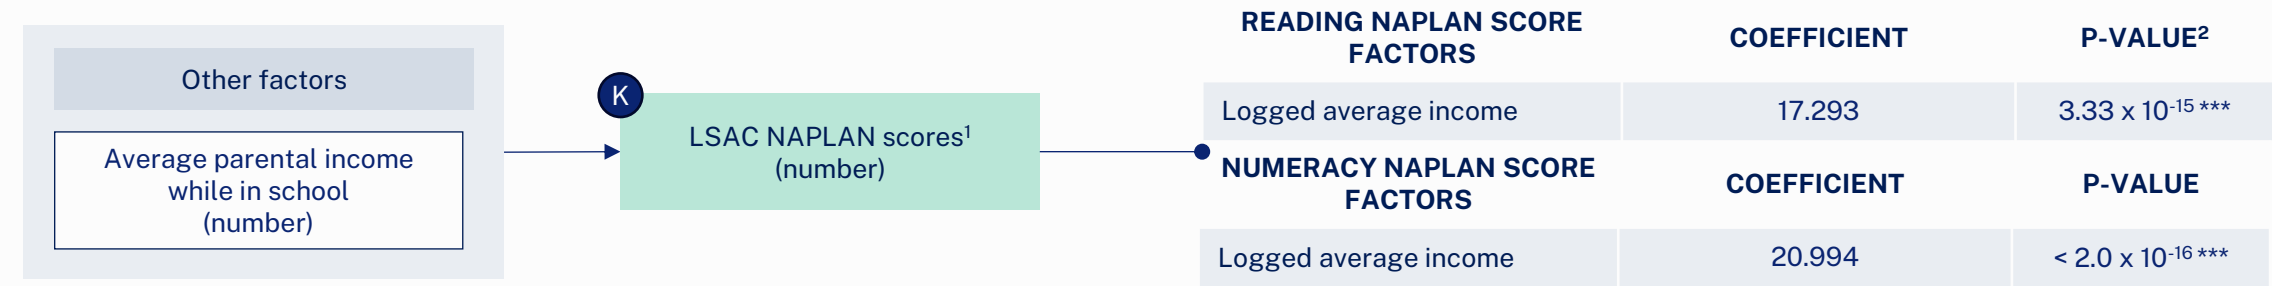 Other factors
Average parental income
while in school
(number)
K
LSAC NAPLAN scores¹
(number)
READING NAPLAN SCORE
FACTORS
COEFFICIENT
P-VALUE²
Logged average income
17.293
3.33 x 10⁻¹⁵ ***
NUMERACY NAPLAN SCORE
FACTORS
COEFFICIENT
P-VALUE
Logged average income
20.994
< 2.0 x 10⁻¹⁶ ***